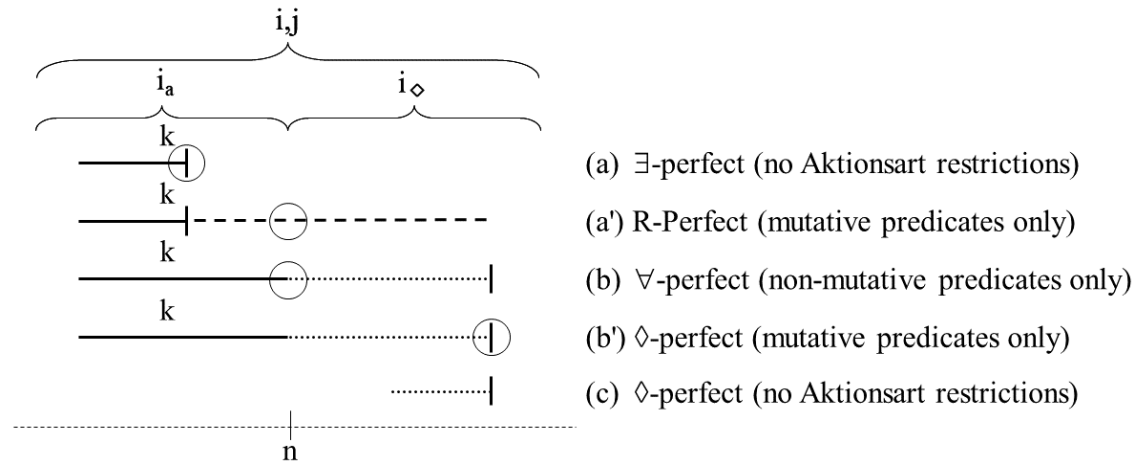 i,j
iₐ
i◇
k
(a) ∃-perfect (no Aktionsart restrictions)
k
(a') R-Perfect (mutative predicates only)
k
(b) ∀-perfect (non-mutative predicates only)
k
(b') ◊-perfect (mutative predicates only)
(c) ◊-perfect (no Aktionsart restrictions)
n